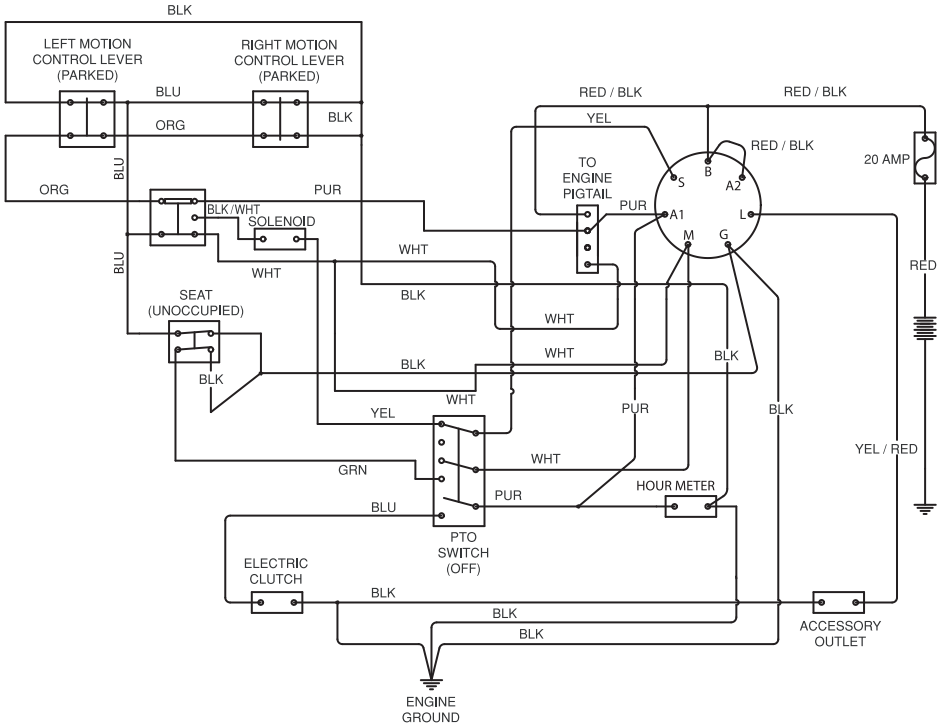 BLK
LEFT MOTION
CONTROL LEVER
(PARKED)
RIGHT MOTION
CONTROL LEVER
(PARKED)
BLU
BLK
ORG
RED / BLK
RED / BLK
YEL
RED / BLK
20 AMP
BLU
TO
ENGINE
PIGTAIL
B
S
A2
ORG
PUR
BLK/WHT
SOLENOID
PUR
A1
L
M
G
BLU
WHT
WHT
BLK
RED
SEAT
(UNOCCUPIED)
WHT
WHT
BLK
BLK
BLK
WHT
YEL
PUR
BLK
YEL / RED
GRN
WHT
HOUR METER
PUR
BLU
PTO
SWITCH
(OFF)
ELECTRIC
CLUTCH
BLK
BLK
BLK
ACCESSORY
OUTLET
ENGINE
GROUND